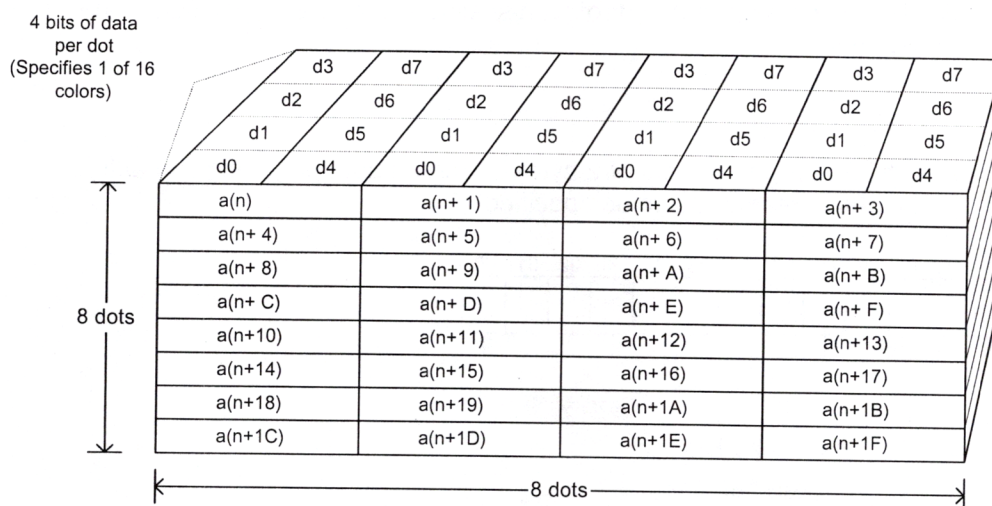 4 bits of data
per dot
(Specifies 1 of 16
colors)
d3 d7 d3 d7 d3 d7 d3 d7
d2 d6 d2 d6 d2 d6 d2 d6
d1 d5 d1 d5 d1 d5 d1 d5
d0 d4 d0 d4 d0 d4 d0 d4
a(n) a(n+ 1) a(n+ 2) a(n+ 3)
a(n+ 4) a(n+ 5) a(n+ 6) a(n+ 7)
a(n+ 8) a(n+ 9) a(n+ A) a(n+ B)
a(n+ C) a(n+ D) a(n+ E) a(n+ F)
8 dots
a(n+10) a(n+11) a(n+12) a(n+13)
a(n+14) a(n+15) a(n+16) a(n+17)
a(n+18) a(n+19) a(n+1A) a(n+1B)
a(n+1C) a(n+1D) a(n+1E) a(n+1F)
8 dots